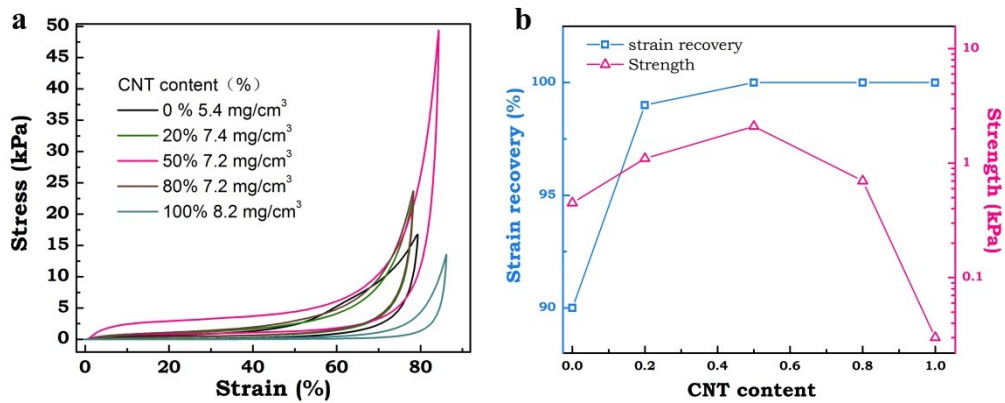 a
50
45
40
35
30
25
20
15
10
5
0
Stress (kPa)
CNT content (%)
0 % 5.4 mg/cm³
20% 7.4 mg/cm³
50% 7.2 mg/cm³
80% 7.2 mg/cm³
100% 8.2 mg/cm³
0 20 40 60 80
Strain (%)
b
strain recovery
Strength
100
95
90
Strain recovery (%)
10
1
0.1
Strength (kPa)
0.0 0.2 0.4 0.6 0.8 1.0
CNT content